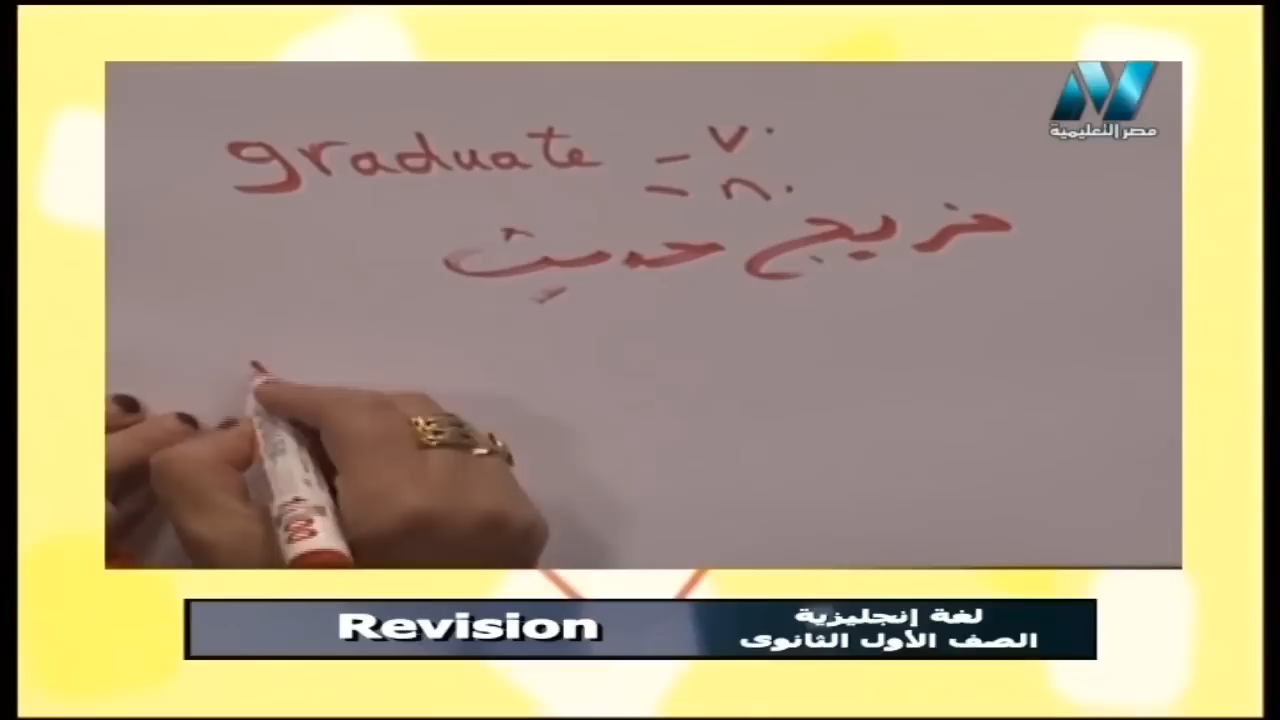 مصر التعليمية
graduate - v.
- n.
خريج حديث
Revision
لغة إنجليزية
الصف الأول الثانوى